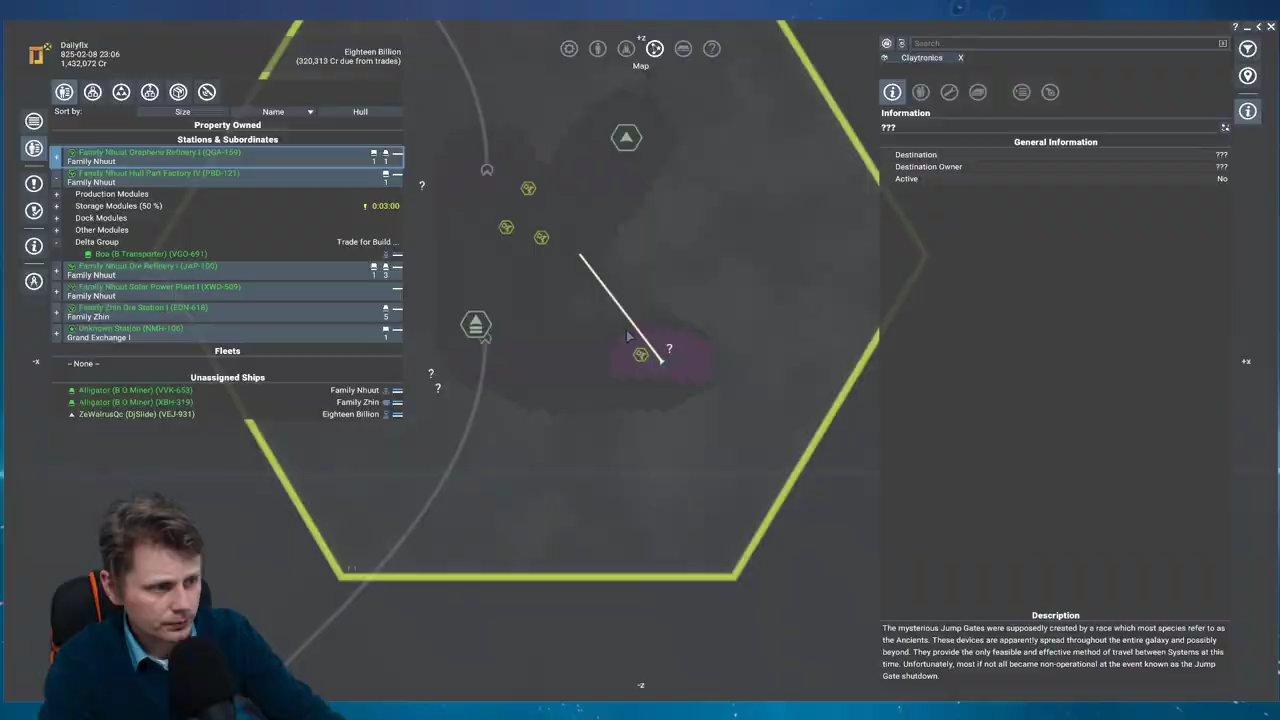 Dailyfix
825-02-08 23:06
1,432,072 Cr
Eighteen Billion
(320,313 Cr due from trades)
+z
Map
Sort by:
Size
Name
Hull
Property Owned
Stations & Subordinates
+ Family Nhuut Graphene Refinery I (QGA-159)
Family Nhuut
1 1
- Family Nhuut Hull Part Factory IV (PBD-121)
Family Nhuut
1
+ Production Modules
+ Storage Modules (50 %)
0:03:00
+ Dock Modules
+ Other Modules
- Delta Group
Trade for Build ...
Boa (B Transporter) (VGO-691)
+ Family Nhuut Ore Refinery I (JAP-100)
Family Nhuut
1 3
+ Family Nhuut Solar Power Plant I (XWD-509)
Family Nhuut
+ Family Zhin Ore Station I (EDN-618)
Family Zhin
5
+ Unknown Station (NMH-106)
Grand Exchange I
1
Fleets
-- None --
Unassigned Ships
Alligator (B O Miner) (VVK-653)
Family Nhuut
Alligator (B O Miner) (XBH-319)
Family Zhin
ZeWalrusQc (DjSlide) (VEJ-931)
Eighteen Billion
?
?
?
?
-x
+x
-z
Search...
x
Claytronics
X
Information
???
General Information
Destination
???
Destination Owner
???
Active
No
Description
The mysterious Jump Gates were supposedly created by a race which most species refer to as
the Ancients. These devices are apparently spread throughout the entire galaxy and possibly
beyond. They provide the only feasible and effective method of travel between Systems at this
time. Unfortunately, most if not all became non-operational at the event known as the Jump
Gate shutdown.